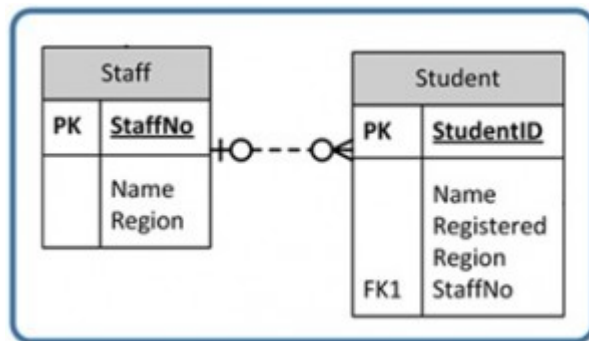 Staff
PK StaffNo
Name
Region
Student
PK StudentID
Name
Registered
Region
FK1 StaffNo